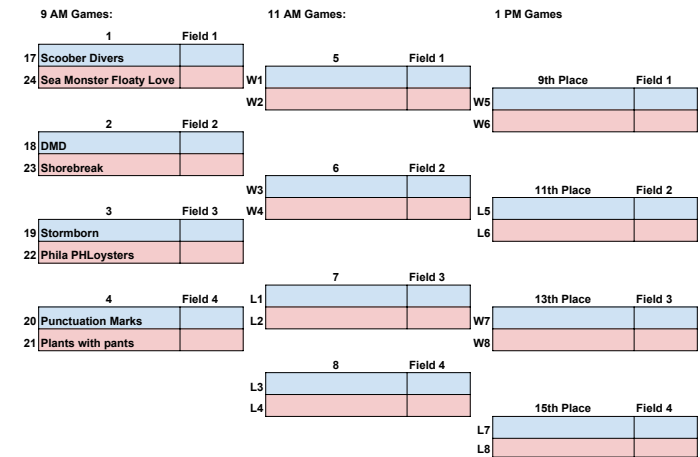 9 AM Games: 11 AM Games: 1 PM Games
1 Field 1
17 Scoober Divers
24 Sea Monster Floaty Love
2 Field 2
18 DMD
23 Shorebreak
3 Field 3
19 Stormborn
22 Phila PHLoysters
4 Field 4
20 Punctuation Marks
21 Plants with pants
5 Field 1
W1
W2
6 Field 2
W3
W4
7 Field 3
L1
L2
8 Field 4
L3
L4
9th Place Field 1
W5
W6
11th Place Field 2
L5
L6
13th Place Field 3
W7
W8
15th Place Field 4
L7
L8